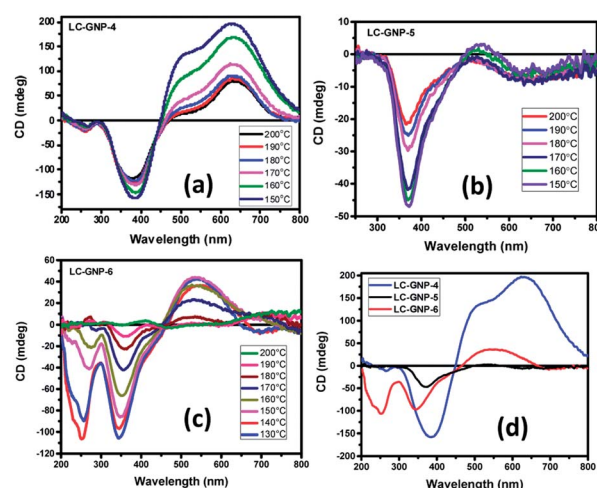 LC-GNP-4
CD (mdeg)
200
150
100
50
0
-50
-100
-150
200 300 400 500 600 700 800
Wavelength (nm)
200°C
190°C
180°C
170°C
160°C
150°C
(a)
LC-GNP-5
CD (mdeg)
10
0
-10
-20
-30
-40
-50
300 400 500 600 700 800
Wavelength (nm)
200°C
190°C
180°C
170°C
160°C
150°C
(b)
LC-GNP-6
CD (mdeg)
60
40
20
0
-20
-40
-60
-80
-100
-120
200 300 400 500 600 700 800
Wavelength (nm)
200°C
190°C
180°C
170°C
160°C
150°C
140°C
130°C
(c)
LC-GNP-4
LC-GNP-5
LC-GNP-6
CD (mdeg)
200
150
100
50
0
-50
-100
-150
-200
200 300 400 500 600 700 800
Wavelength (nm)
(d)